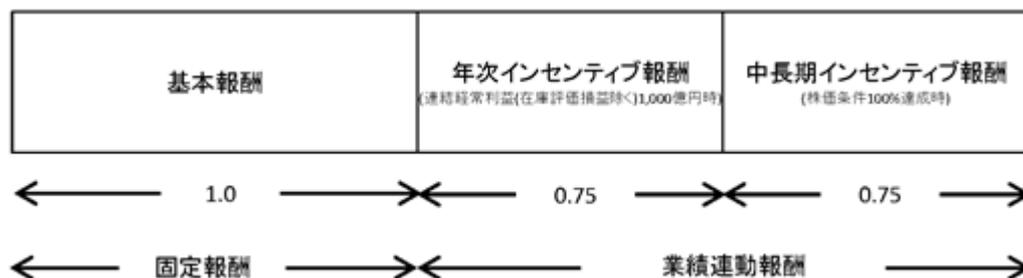 基本報酬
年次インセンティブ報酬
(連結経常利益(在庫評価損益除く)1,000億円時)
中長期インセンティブ報酬
(株価条件100%達成時)
1.0
0.75
0.75
固定報酬
業績連動報酬